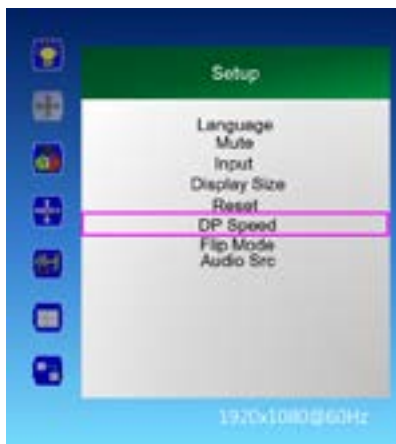 Setup
Language
Mute
Input
Display Size
Reset
DP Speed
Flip Mode
Audio Src
1920x1080@60Hz